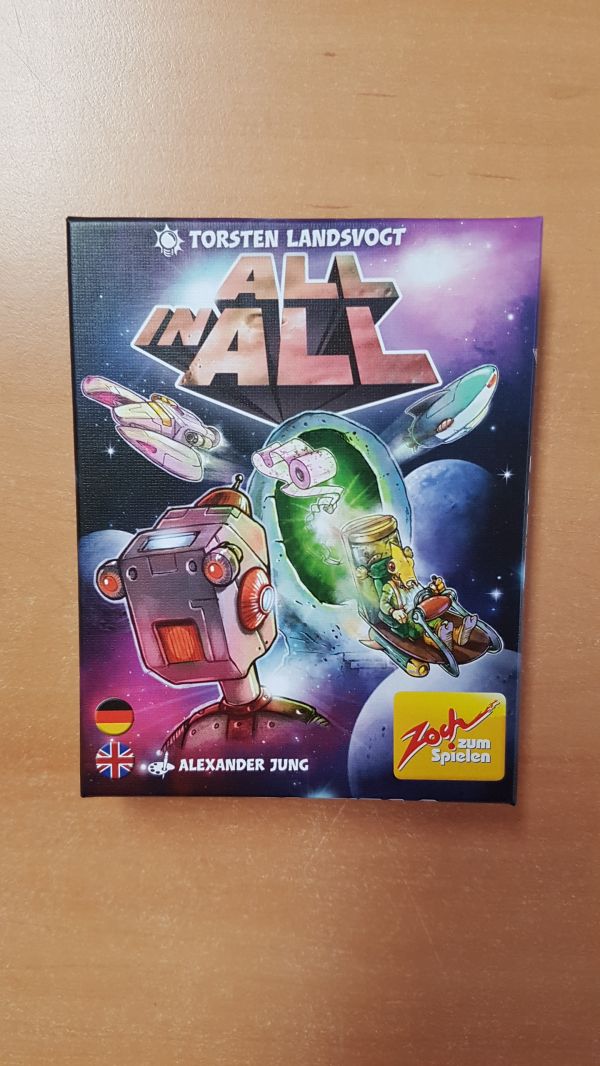 TORSTEN LANDSVOGT
ALL
IN ALL
Zoch
zum
Spielen
ALEXANDER JUNG